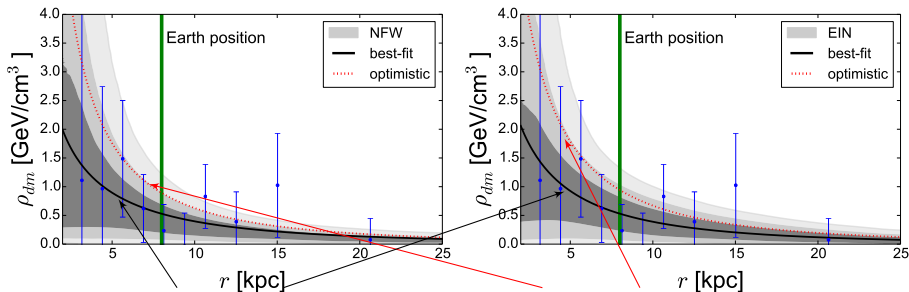 4.0
3.5
3.0
2.5
2.0
1.5
1.0
0.5
0.0
ρdm [GeV/cm3]
Earth position
NFW
best-fit
optimistic
5
10
15
20
25
r [kpc]
4.0
3.5
3.0
2.5
2.0
1.5
1.0
0.5
0.0
ρdm [GeV/cm3]
Earth position
EIN
best-fit
optimistic
5
10
15
20
25
r [kpc]